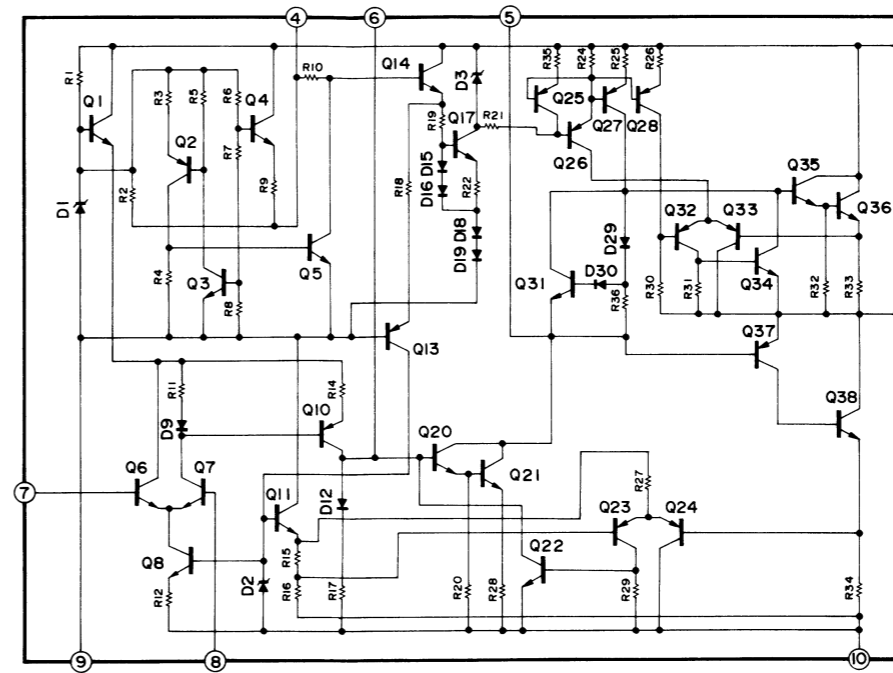 4 6 5
R1 R10 Q14 R35 R24 R25 R26
Q1 R3 R5 R6 Q4 D3 Q25
R19 Q17 R21 Q27 Q28
Q2 R7 Q26
D15 Q35
R2 R9 R18 D16 R22 Q36
D1 Q32 Q33
D18 D29
R4 Q3 Q5 D19 Q31 D30 R30 R31 Q34 R32 R33
R8 R36
Q13 Q37
R11 R14
Q10 Q38
D9 Q20
Q6 Q7 Q21 R27
7 Q11 D12 Q23 Q24
Q22
Q8 R15
D2 R16 R17 R20 R28 R29 R34
R12
9 8 10